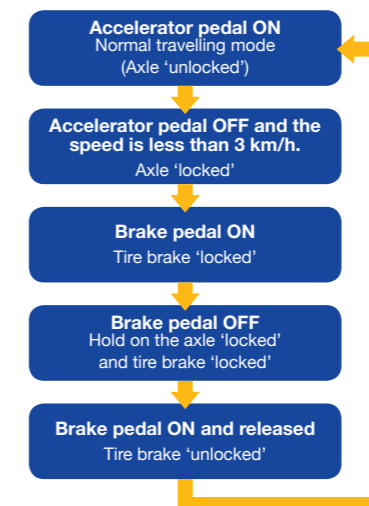 Accelerator pedal ON
Normal travelling mode
(Axle ‘unlocked’)
Accelerator pedal OFF and the
speed is less than 3 km/h.
Axle ‘locked’
Brake pedal ON
Tire brake ‘locked’
Brake pedal OFF
Hold on the axle ‘locked’
and tire brake ‘locked’
Brake pedal ON and released
Tire brake ‘unlocked’